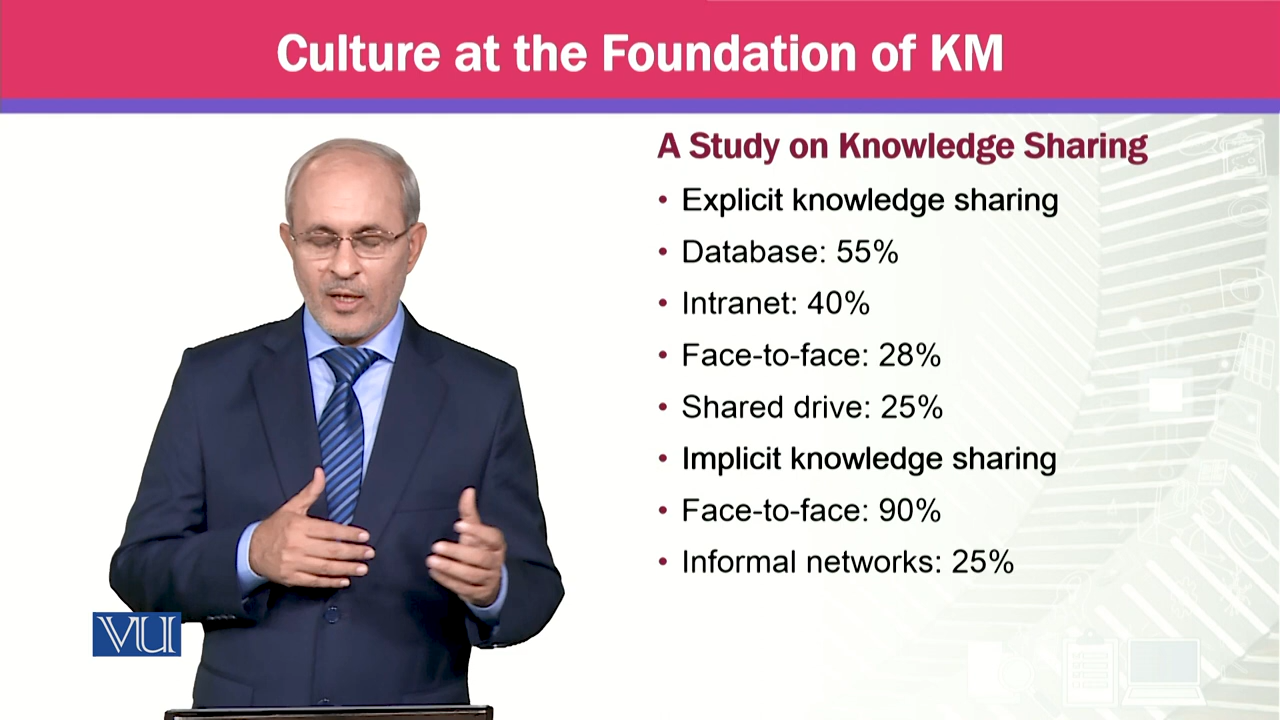 Culture at the Foundation of KM
A Study on Knowledge Sharing
• Explicit knowledge sharing
• Database: 55%
• Intranet: 40%
• Face-to-face: 28%
• Shared drive: 25%
• Implicit knowledge sharing
• Face-to-face: 90%
• Informal networks: 25%
VU